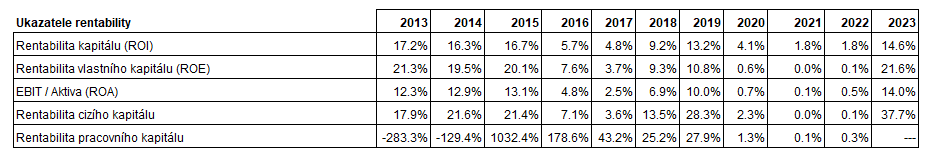 Ukazatele rentability 2013 2014 2015 2016 2017 2018 2019 2020 2021 2022 2023
Rentabilita kapitálu (ROI) 17.2% 16.3% 16.7% 5.7% 4.8% 9.2% 13.2% 4.1% 1.8% 1.8% 14.6%
Rentabilita vlastního kapitálu (ROE) 21.3% 19.5% 20.1% 7.6% 3.7% 9.3% 10.8% 0.6% 0.0% 0.1% 21.6%
EBIT / Aktiva (ROA) 12.3% 12.9% 13.1% 4.8% 2.5% 6.9% 10.0% 0.7% 0.1% 0.5% 14.0%
Rentabilita cizího kapitálu 17.9% 21.6% 21.4% 7.1% 3.6% 13.5% 28.3% 2.3% 0.0% 0.1% 37.7%
Rentabilita pracovního kapitálu -283.3% -129.4% 1032.4% 178.6% 43.2% 25.2% 27.9% 1.3% 0.1% 0.3% ---